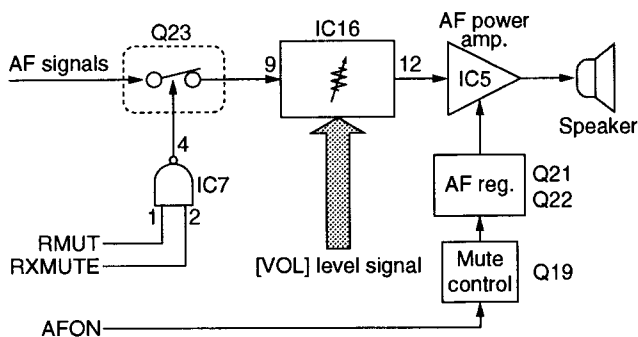 Q23
IC16
AF power
amp.
AF signals
9
12
IC5
Speaker
4
IC7
1
2
RMUT
RXMUTE
[VOL] level signal
AF reg.
Q21
Q22
Mute
control
Q19
AFON